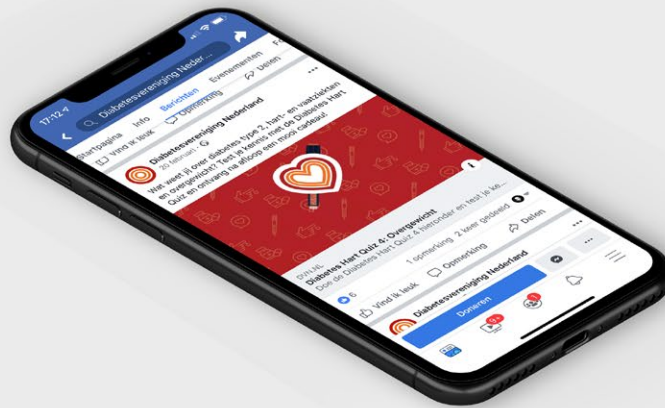 17:12
Diabetesvereniging Neder...
Startpagina Info Berichten Evenementen
Vind ik leuk Opmerking Delen
Diabetesvereniging Nederland
20 februari ·
Wat weet jij over diabetes type 2, hart- en vaatziekten
en overgewicht? Test je kennis met de Diabetes Hart
Quiz en ontvang na afloop een mooi cadeau!
i
DVN.NL
Diabetes Hart Quiz 4: Overgewicht
Doe de Diabetes Hart Quiz 4 hieronder en test je ke...
6 1 opmerking 2 keer gedeeld
Vind ik leuk Opmerking Delen
Diabetesvereniging Nederland
Doneren
9+
1